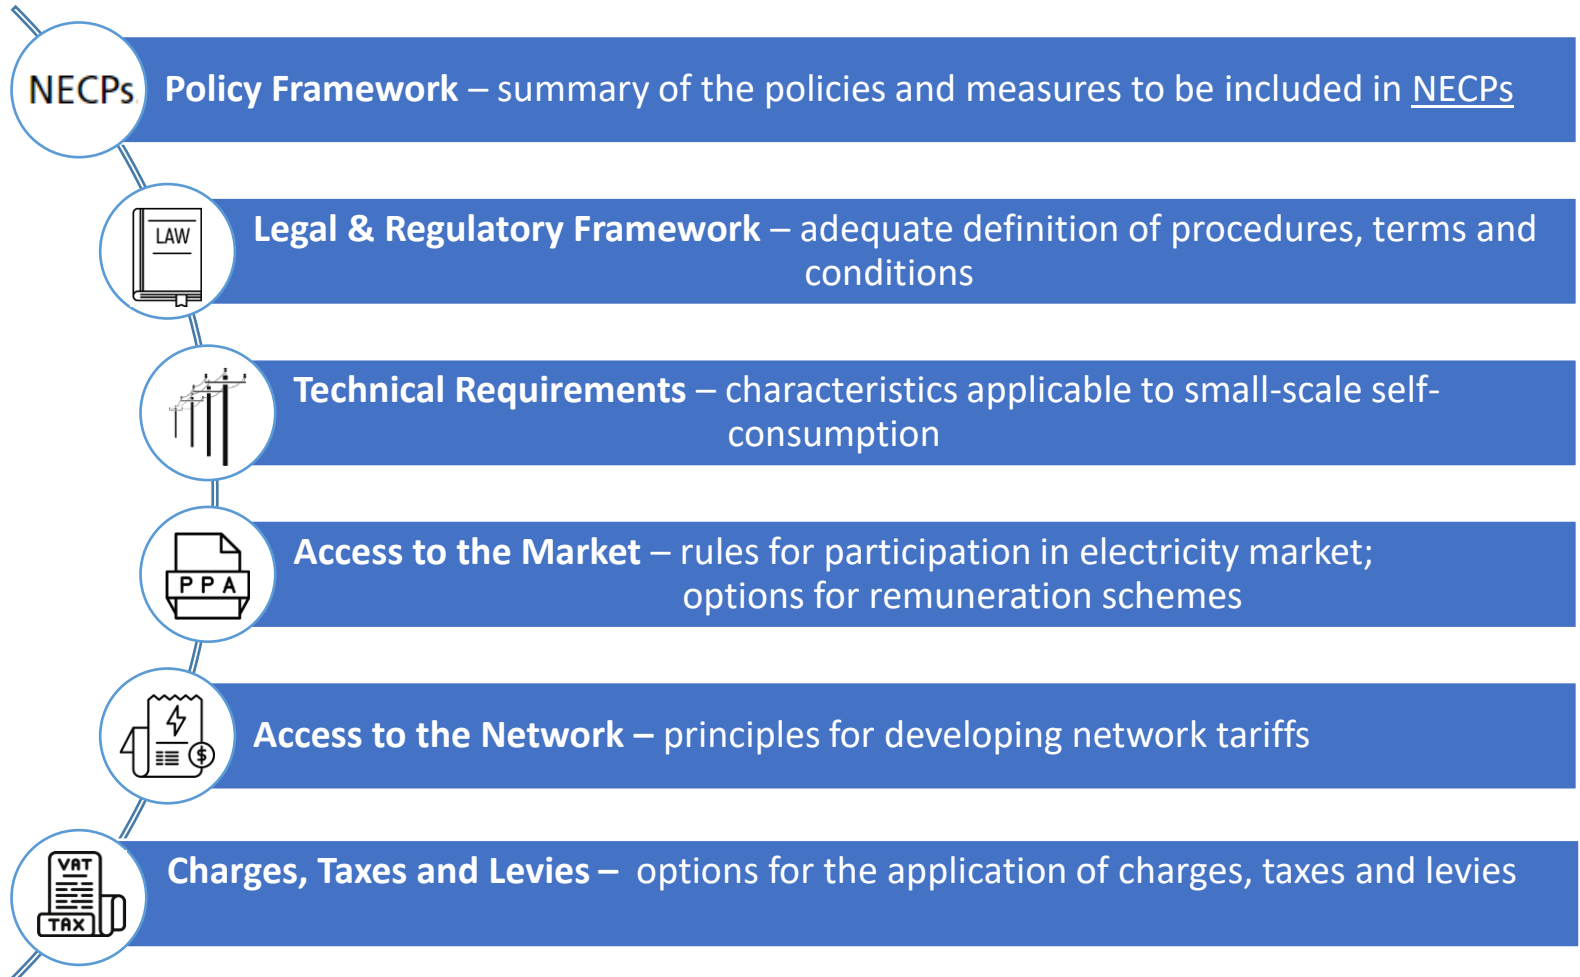 NECPs
Policy Framework – summary of the policies and measures to be included in NECPs
LAW
Legal & Regulatory Framework – adequate definition of procedures, terms and
conditions
Technical Requirements – characteristics applicable to small-scale self-
consumption
PPA
Access to the Market – rules for participation in electricity market;
options for remuneration schemes
$
Access to the Network – principles for developing network tariffs
VAT
TAX
Charges, Taxes and Levies – options for the application of charges, taxes and levies